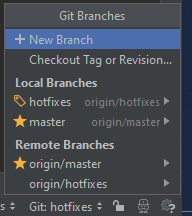 Git Branches
New Branch
Checkout Tag or Revision...
Local Branches
hotfixes origin/hotfixes
master origin/master
Remote Branches
origin/master
origin/hotfixes
Git: hotfixes